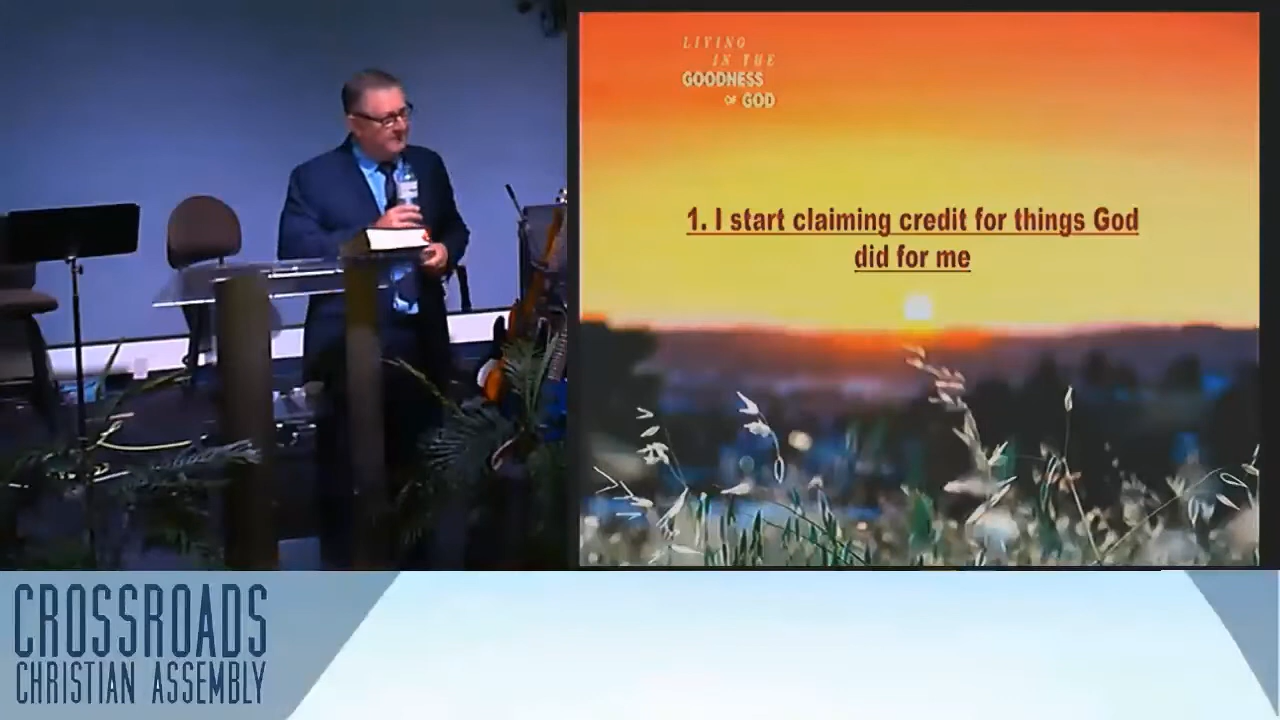 LIVING
IN THE
GOODNESS
OF GOD
1. I start claiming credit for things God
did for me
CROSSROADS
CHRISTIAN ASSEMBLY